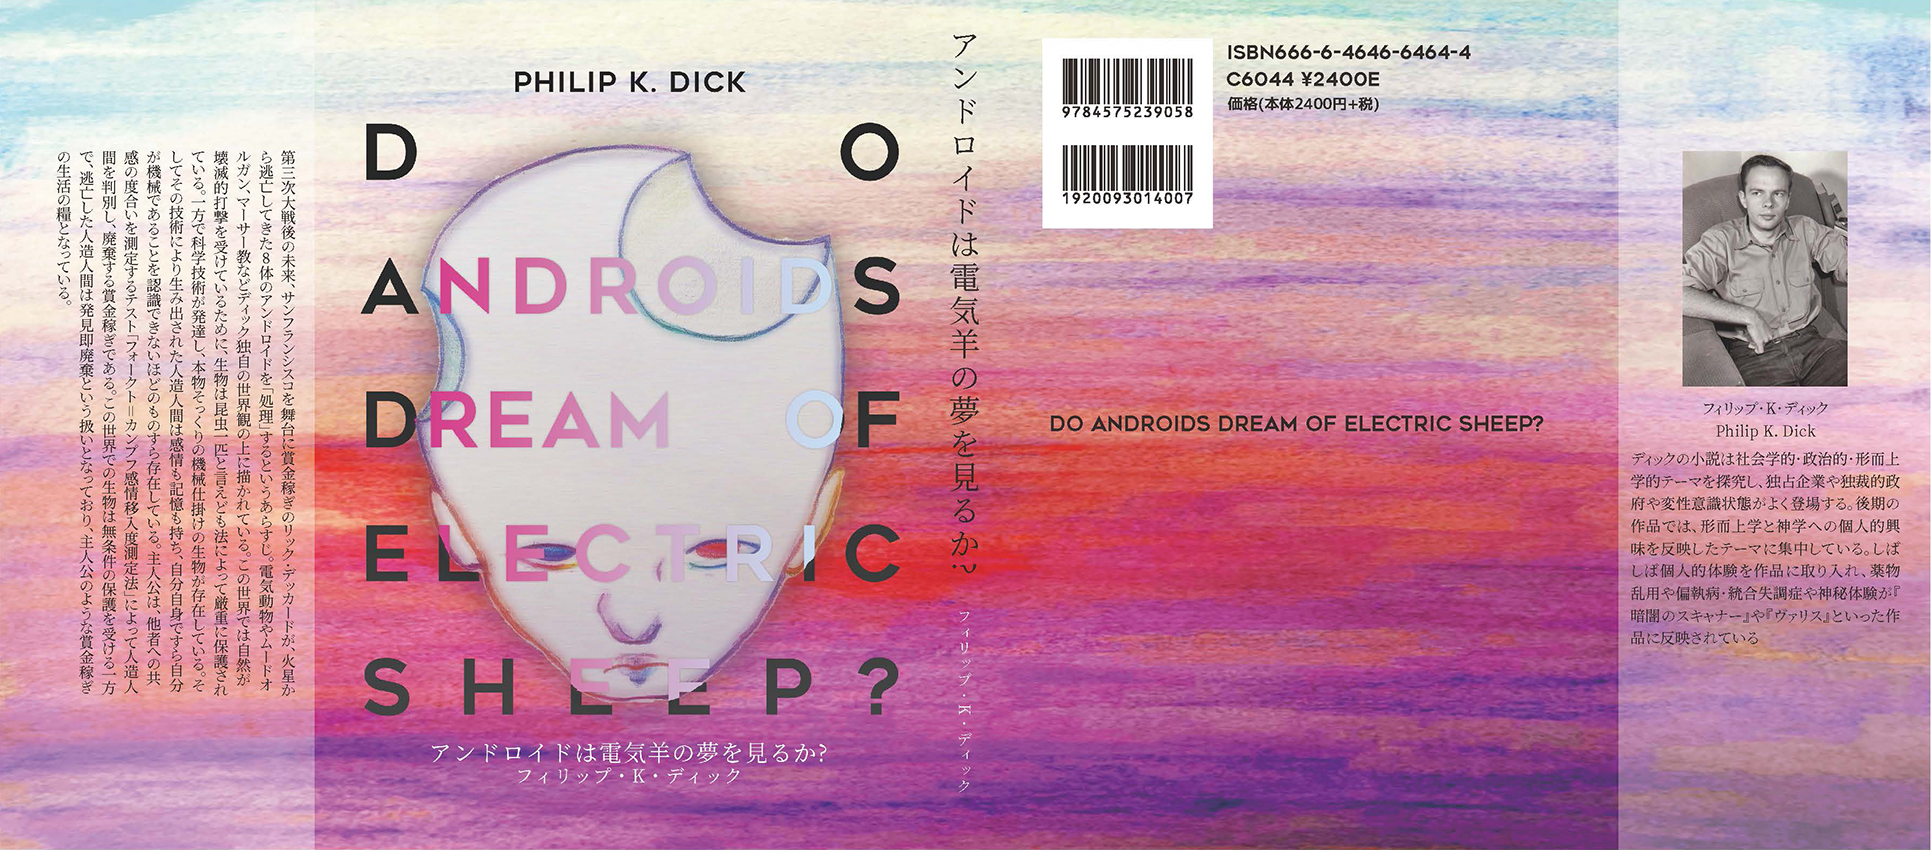 第三次大戦後の未来、サンフランシスコを舞台に賞金稼ぎのリック・デッカードが、火星か
ら逃亡してきた8体のアンドロイドを「処理」するというあらすじ。電気動物やムードオ
ルガン、マーサー教などディック独自の世界観の上に描かれている。この世界では自然が
壊滅的打撃を受けているために、生物は昆虫一匹と言えども法によって厳重に保護され
ている。一方で科学技術が発達し、本物そっくりの機械仕掛けの生物が存在している。そ
してその技術により生み出された人造人間は感情も記憶も持ち、自分自身ですら自分
が機械であることを認識できないほどのものすら存在している。主人公は、他者への共
感の度合いを測定するテスト「フォークト＝カンプフ感情移入度測定法」によって人造人
間を判別し、廃棄する賞金稼ぎである。この世界での生物は無条件の保護を受ける一方
で、逃亡した人造人間は発見即廃棄という扱いとなっており、主人公のような賞金稼ぎ
の生活の糧となっている。
PHILIP K. DICK
DO
ANDROIDS
DREAM OF
ELECTRIC
SHEEP?
アンドロイドは電気羊の夢を見るか?
フィリップ・K・ディック
アンドロイドは電気羊の夢を見るか?
フィリップ・K・ディック
9784575239058
1920093014007
ISBN666-6-4646-6464-4
C6044 ¥2400E
価格(本体2400円+税)
DO ANDROIDS DREAM OF ELECTRIC SHEEP?
フィリップ・K・ディック
Philip K. Dick
ディックの小説は社会学的・政治的・形而上
学的テーマを探究し、独占企業や独裁的政
府や変性意識状態がよく登場する。後期の
作品では、形而上学と神学への個人的興
味を反映したテーマに集中している。しば
しば個人的体験を作品に取り入れ、薬物
乱用や偏執病・統合失調症や神秘体験が『
暗闇のスキャナー』や『ヴァリス』といった作
品に反映されている